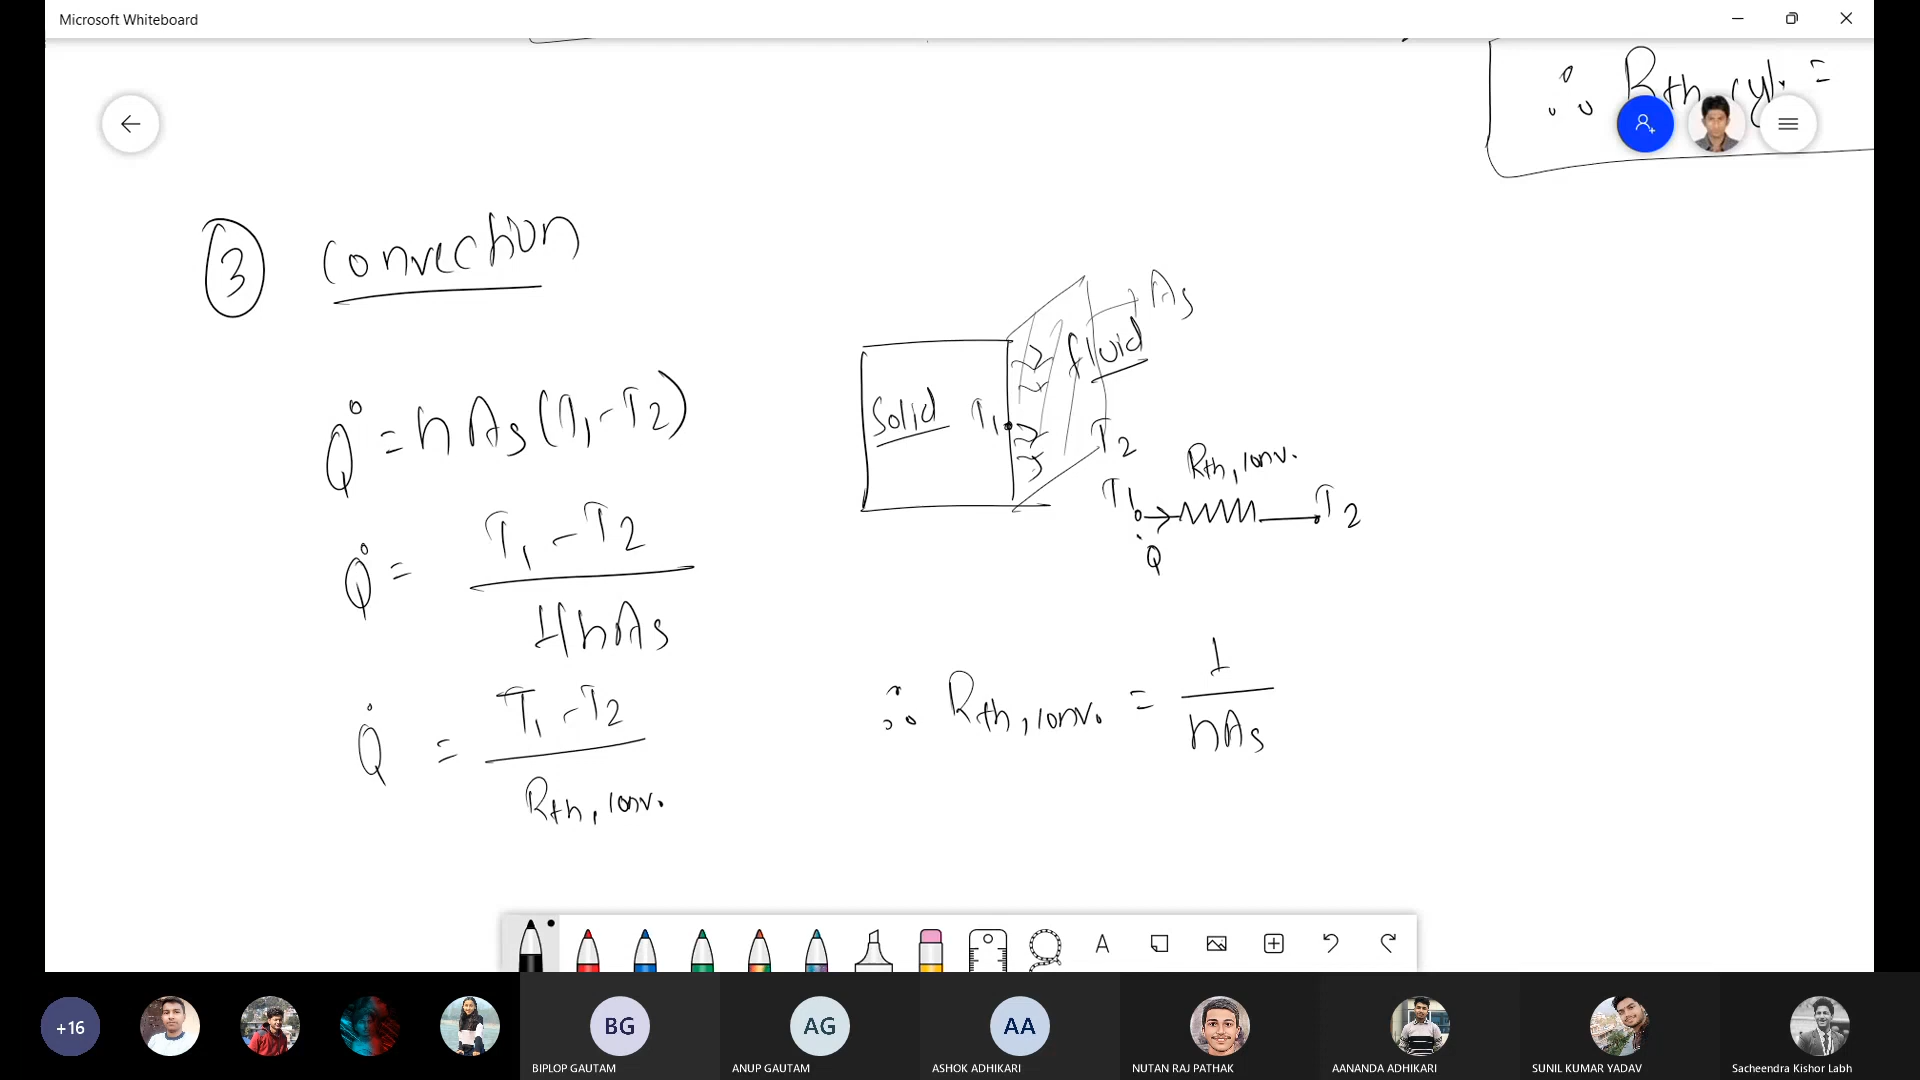 Microsoft Whiteboard
∴ Rth, cyl. =
③ Convection
Q̇ = hAs(T1-T2)
Q̇ = T1-T2 / 1/hAs
Q̇ = T1-T2 / Rth, conv.
As
fluid
Solid T1
T2
Rth, conv.
T1 T2
Q̇
∴ Rth, conv. = 1 / hAs
A
+16
BG
AG
AA
BIPLOP GAUTAM
ANUP GAUTAM
ASHOK ADHIKARI
NUTAN RAJ PATHAK
AANANDA ADHIKARI
SUNIL KUMAR YADAV
Sacheendra Kishor Labh